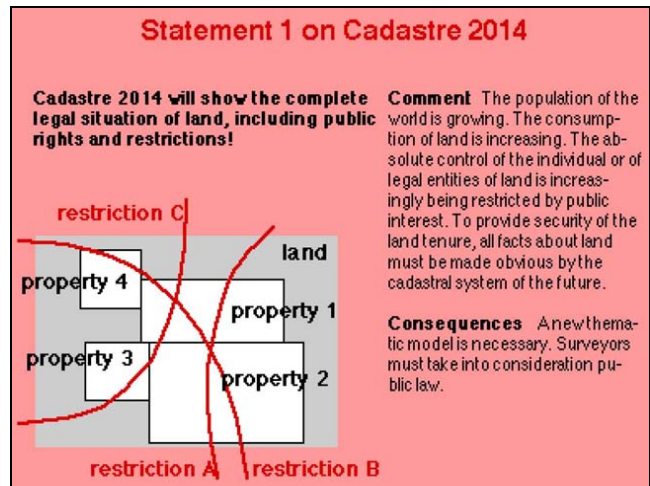 Statement 1 on Cadastre 2014
Cadastre 2014 will show the complete
legal situation of land, including public
rights and restrictions!
restriction C
land
property 4
property 1
property 3
property 2
restriction A
restriction B
Comment The population of the
world is growing. The consump-
tion of land is increasing. The ab-
solute control of the individual or of
legal entities of land is increas-
ingly being restricted by public
interest. To provide security of the
land tenure, all facts about land
must be made obvious by the
cadastral system of the future.
Consequences A new thema-
tic model is necessary. Surveyors
must take into consideration pu-
blic law.